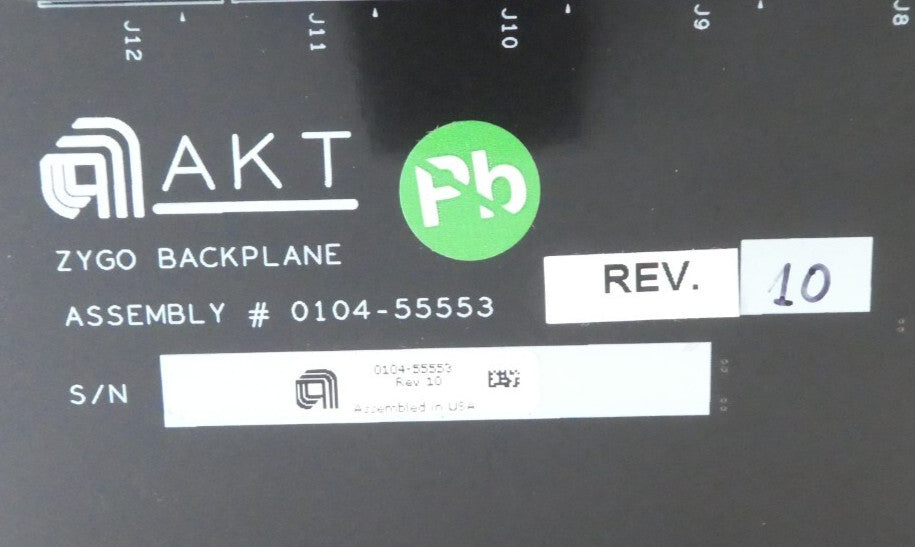 J12 J11 J10 J9 J8
AKT
Pb
ZYGO BACKPLANE
REV. 10
ASSEMBLY # 0104-55553
S/N
0104-55553
Rev 10
Assembled in USA